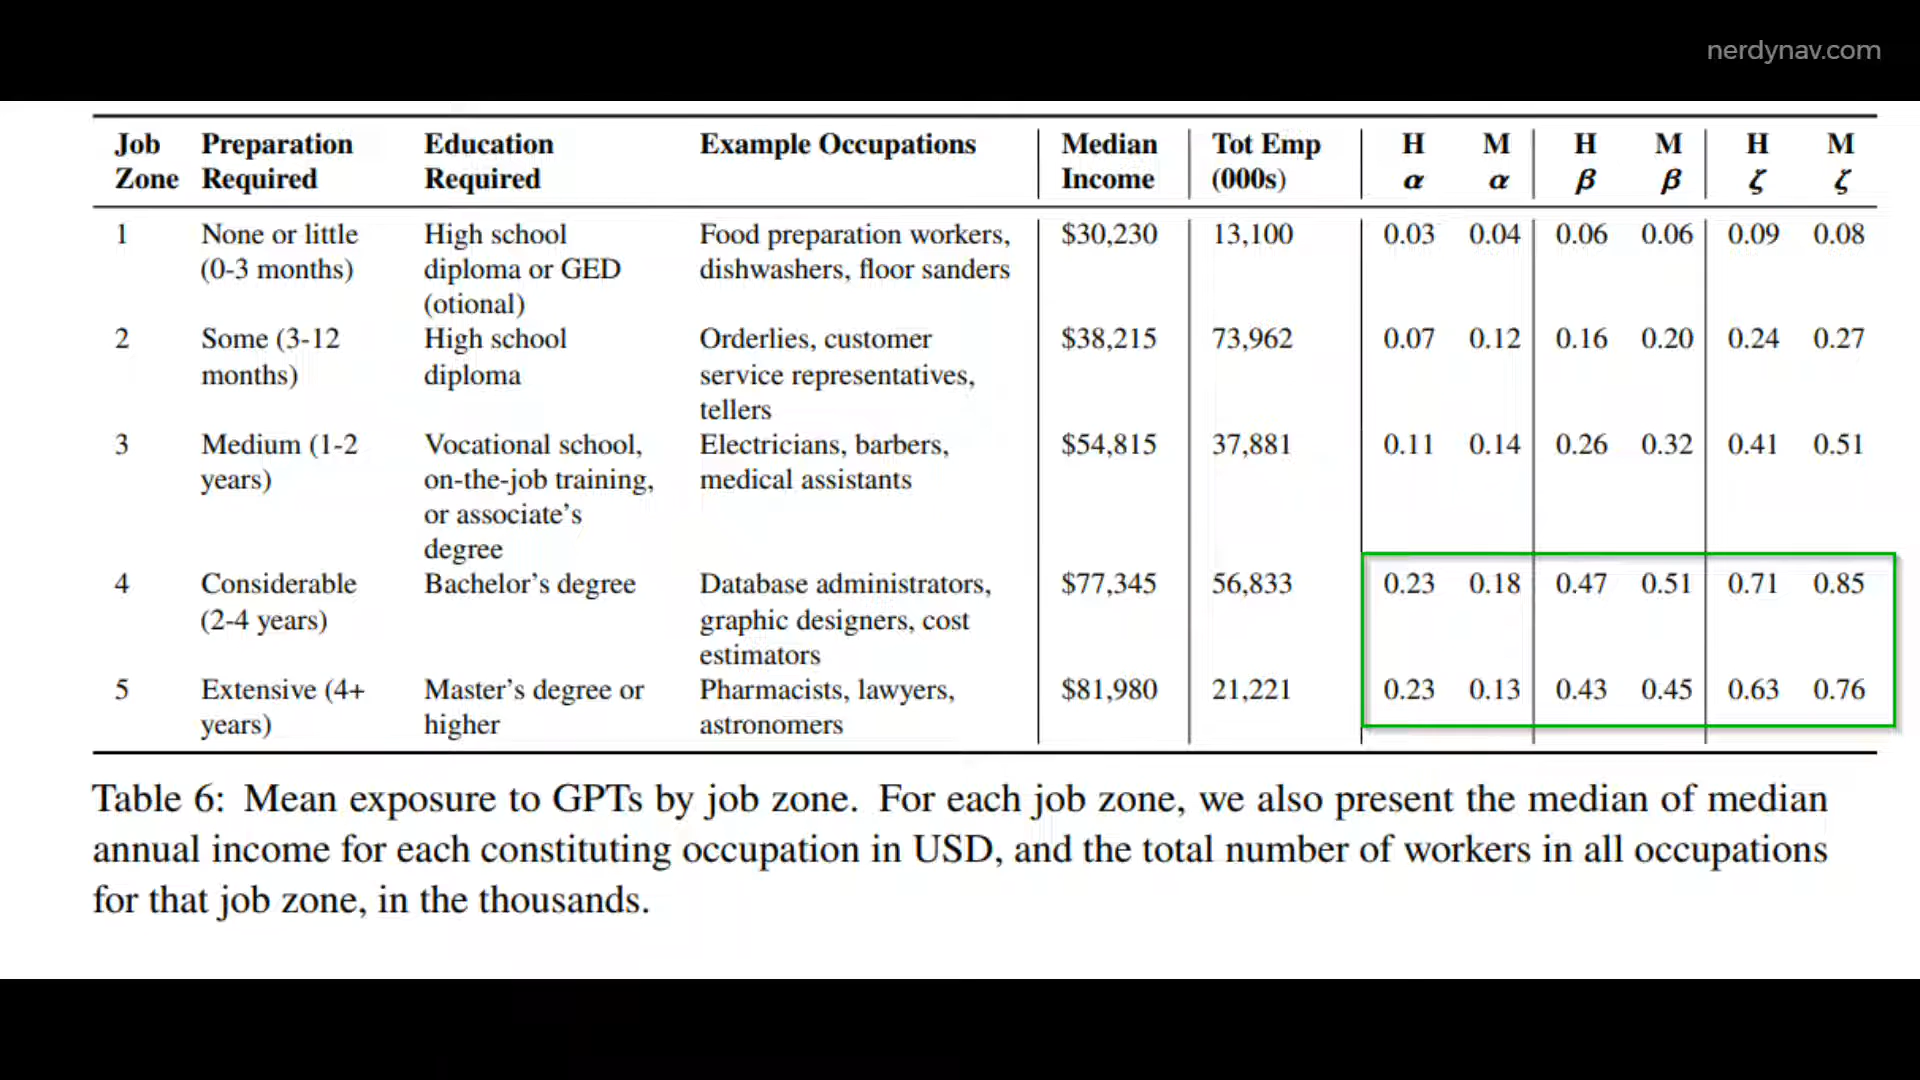 nerdynav.com
Job Zone Preparation Required Education Required Example Occupations Median Income Tot Emp (000s) H α M α H β M β H ζ M ζ
1 None or little (0-3 months) High school diploma or GED (otional) Food preparation workers, dishwashers, floor sanders $30,230 13,100 0.03 0.04 0.06 0.06 0.09 0.08
2 Some (3-12 months) High school diploma Orderlies, customer service representatives, tellers $38,215 73,962 0.07 0.12 0.16 0.20 0.24 0.27
3 Medium (1-2 years) Vocational school, on-the-job training, or associate's degree Electricians, barbers, medical assistants $54,815 37,881 0.11 0.14 0.26 0.32 0.41 0.51
4 Considerable (2-4 years) Bachelor's degree Database administrators, graphic designers, cost estimators $77,345 56,833 0.23 0.18 0.47 0.51 0.71 0.85
5 Extensive (4+ years) Master's degree or higher Pharmacists, lawyers, astronomers $81,980 21,221 0.23 0.13 0.43 0.45 0.63 0.76
Table 6: Mean exposure to GPTs by job zone. For each job zone, we also present the median of median
annual income for each constituting occupation in USD, and the total number of workers in all occupations
for that job zone, in the thousands.